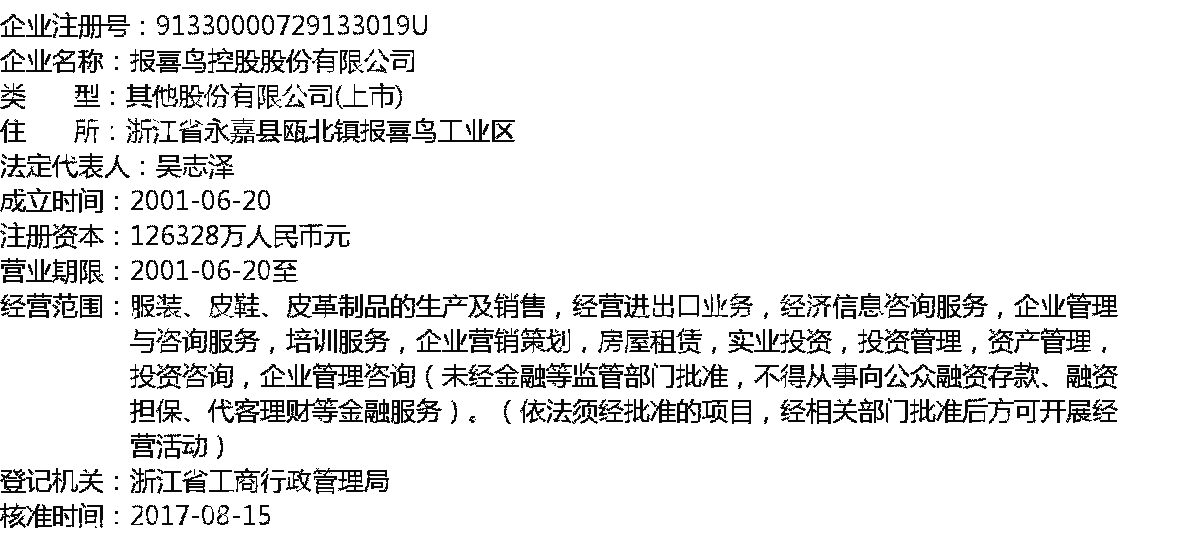 企业注册号：91330000729133019U
企业名称：报喜鸟控股股份有限公司
类　　型：其他股份有限公司(上市)
住　　所：浙江省永嘉县瓯北镇报喜鸟工业区
法定代表人：吴志泽
成立时间：2001-06-20
注册资本：126328万人民币元
营业期限：2001-06-20至
经营范围：服装、皮鞋、皮革制品的生产及销售，经营进出口业务，经济信息咨询服务，企业管理
与咨询服务，培训服务，企业营销策划，房屋租赁，实业投资，投资管理，资产管理，
投资咨询，企业管理咨询（未经金融等监管部门批准，不得从事向公众融资存款、融资
担保、代客理财等金融服务）。（依法须经批准的项目，经相关部门批准后方可开展经
营活动）
登记机关：浙江省工商行政管理局
核准时间：2017-08-15